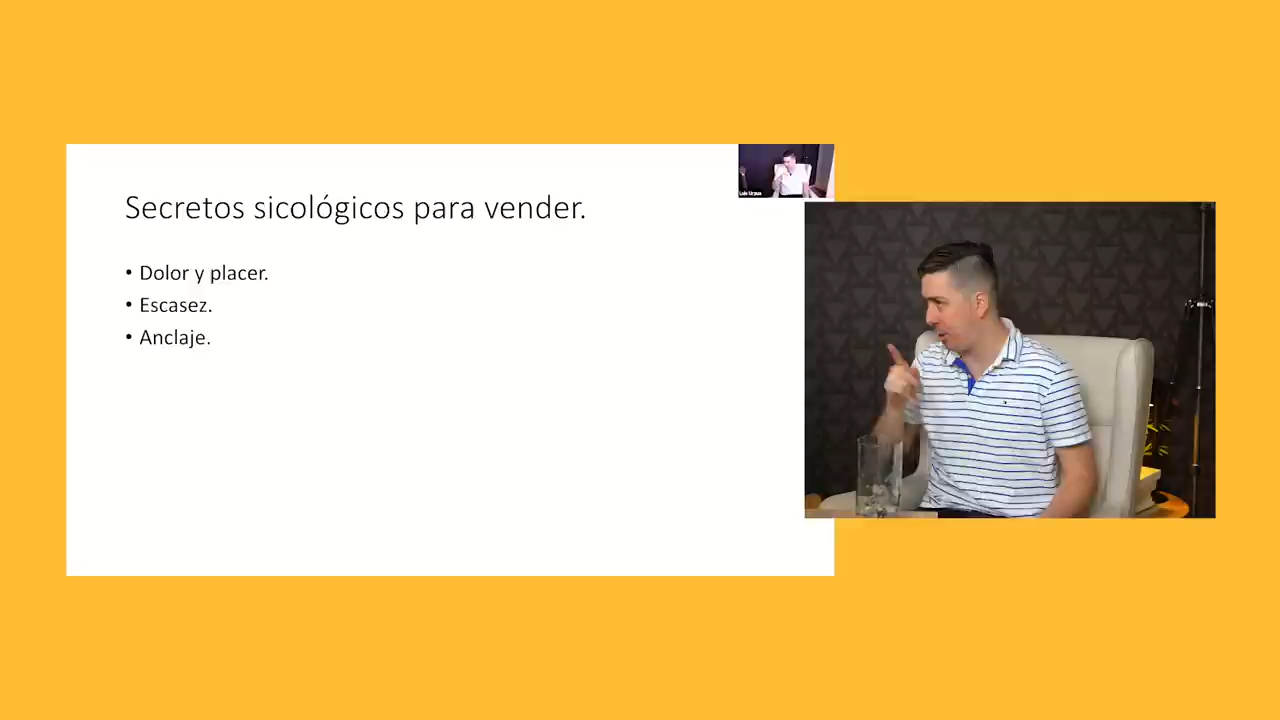 Secretos sicológicos para vender.
• Dolor y placer.
• Escasez.
• Anclaje.